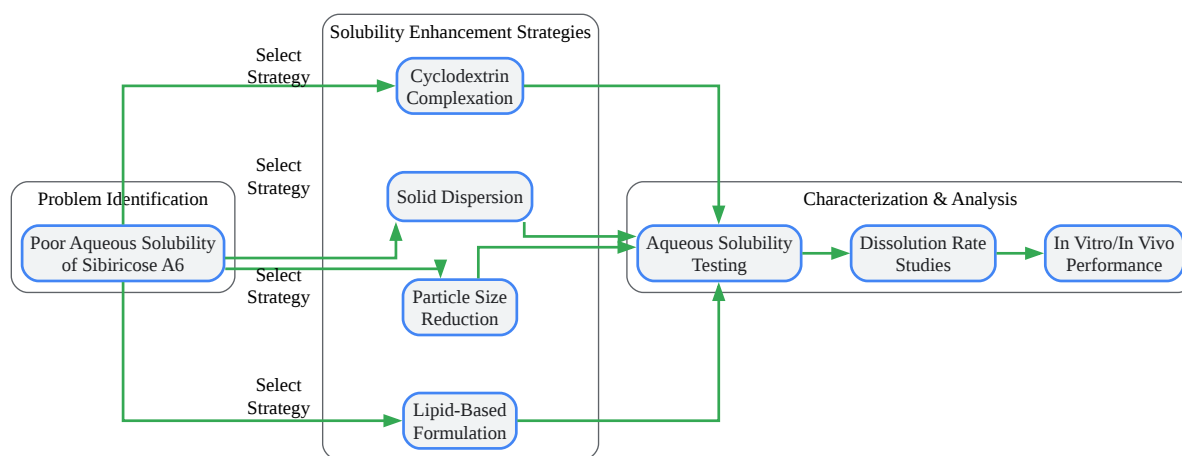 Solubility Enhancement Strategies
Select
Strategy
Cyclodextrin
Complexation
Select
Strategy
Solid Dispersion
Problem Identification
Poor Aqueous Solubility
of Sibiricose A6
Select
Strategy
Particle Size
Reduction
Select
Strategy
Lipid-Based
Formulation
Characterization & Analysis
Aqueous Solubility
Testing
Dissolution Rate
Studies
In Vitro/In Vivo
Performance